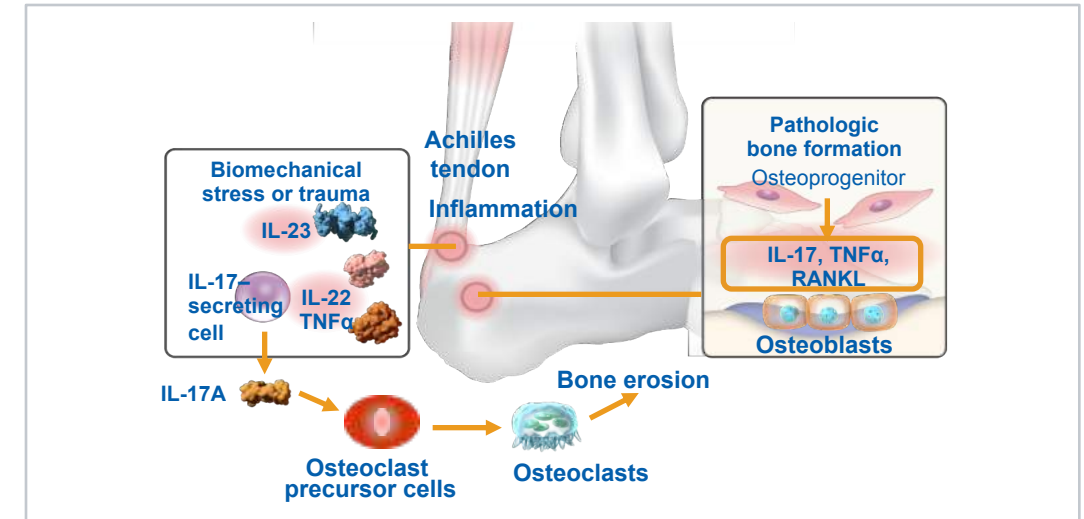 Achilles
tendon
Inflammation
Biomechanical
stress or trauma
IL-23
IL-17–
secreting
cell
IL-22
TNFα
IL-17A
Osteoclast
precursor cells
Osteoclasts
Bone erosion
Pathologic
bone formation
Osteoprogenitor
IL-17, TNFα,
RANKL
Osteoblasts